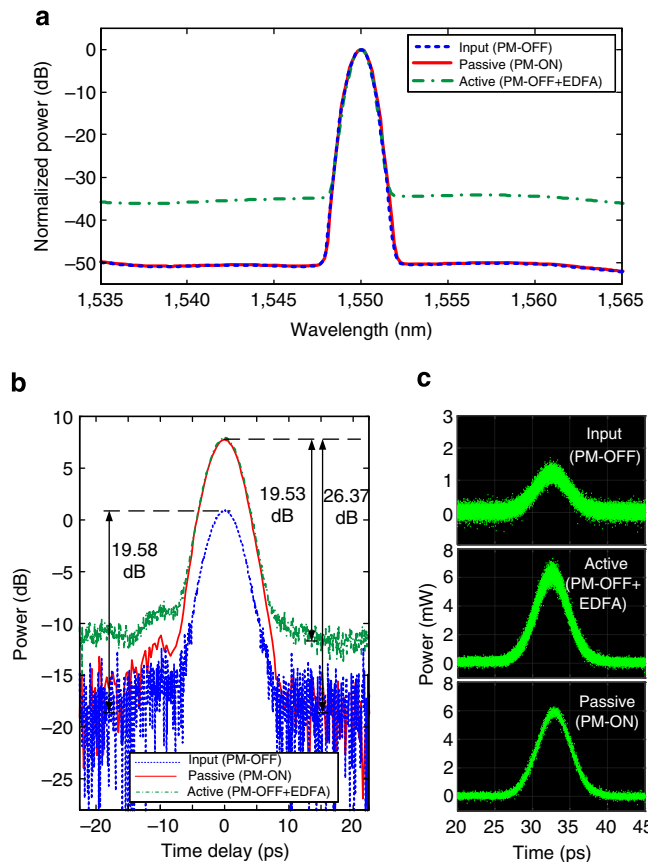 a
0
−10
−20
−30
−40
−50
Normalized power (dB)
Input (PM-OFF)
Passive (PM-ON)
Active (PM-OFF+EDFA)
1,535
1,540
1,545
1,550
1,555
1,560
1,565
Wavelength (nm)
b
10
5
0
−5
−10
−15
−20
−25
Power (dB)
19.58
dB
19.53
dB
26.37
dB
Input (PM-OFF)
Passive (PM-ON)
Active (PM-OFF+EDFA)
−20
−10
0
10
20
Time delay (ps)
c
3
2
1
0
Input
(PM-OFF)
8
6
4
2
0
Active
(PM-OFF+
EDFA)
8
6
4
2
0
Passive
(PM-ON)
Power (mW)
20
25
30
35
40
45
Time (ps)